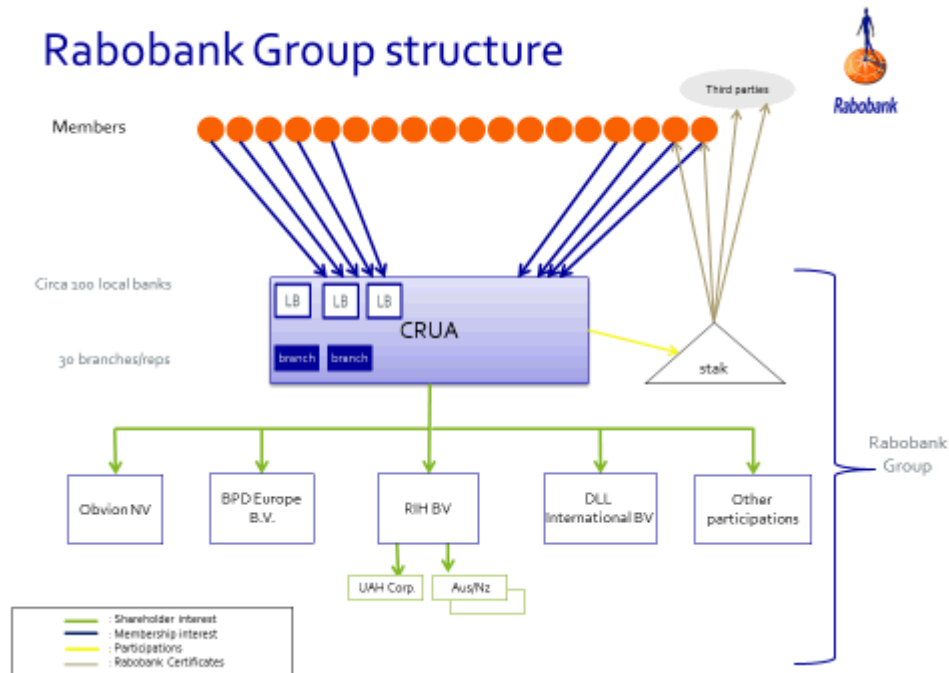 Rabobank Group structure
Third parties
Rabobank
Members
Circa 100 local banks
LB
LB
LB
CRUA
30 branches/reps
branch
branch
stak
Rabobank
Group
Obvion NV
BPD Europe
B.V.
RIH BV
DLL
International BV
Other
participations
UAH Corp.
Aus/Nz
: Shareholder interest
: Membership interest
: Participations
: Rabobank Certificates